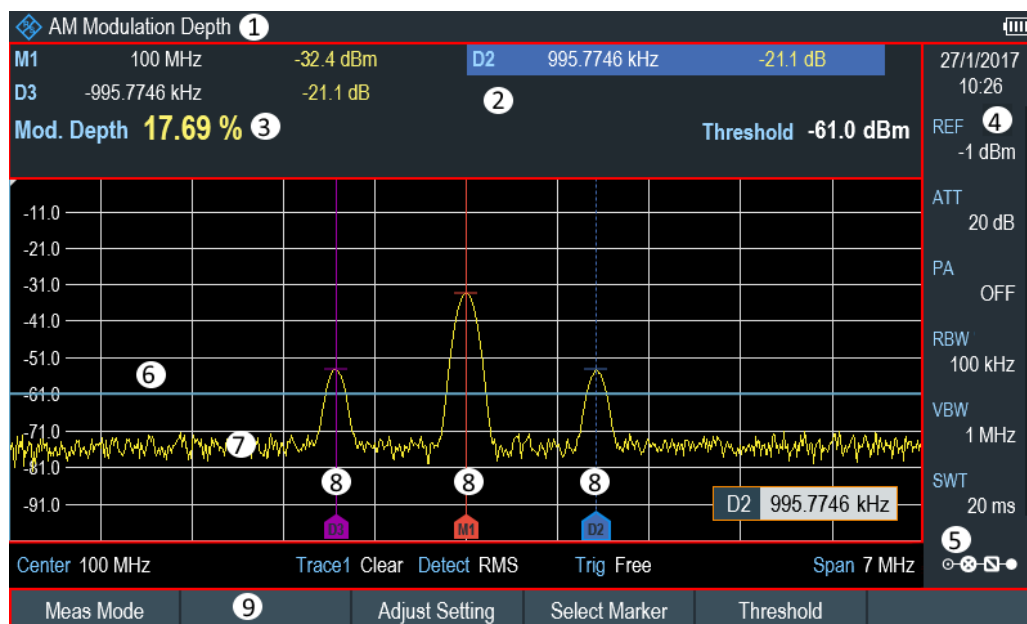 AM Modulation Depth 1
M1 100 MHz -32.4 dBm D2 995.7746 kHz -21.1 dB
D3 -995.7746 kHz -21.1 dB
2
Mod. Depth 17.69 % 3 Threshold -61.0 dBm
27/1/2017
10:26
REF 4
-1 dBm
ATT
20 dB
PA
OFF
RBW
100 kHz
VBW
1 MHz
SWT
20 ms
5
-11.0
-21.0
-31.0
-41.0
-51.0
6
-61.0
-71.0
7
-81.0
8 8 8
-91.0
D2 995.7746 kHz
D3 M1 D2
Center 100 MHz Trace1 Clear Detect RMS Trig Free Span 7 MHz
Meas Mode 9 Adjust Setting Select Marker Threshold